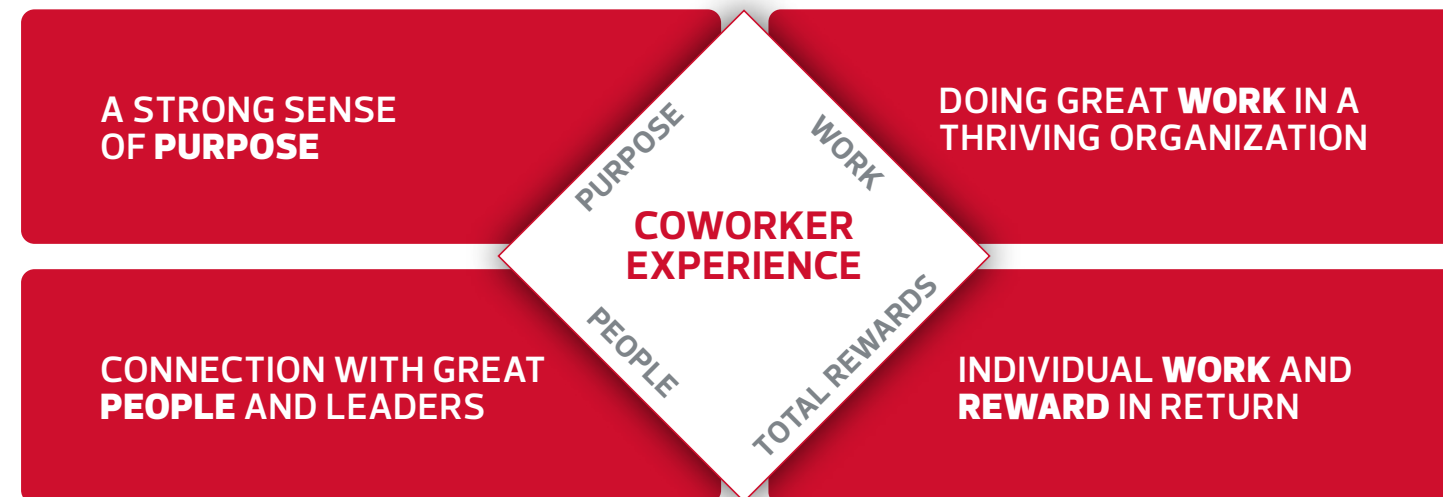 A STRONG SENSE
OF PURPOSE
DOING GREAT WORK IN A
THRIVING ORGANIZATION
PURPOSE
WORK
COWORKER
EXPERIENCE
PEOPLE
TOTAL REWARDS
CONNECTION WITH GREAT
PEOPLE AND LEADERS
INDIVIDUAL WORK AND
REWARD IN RETURN